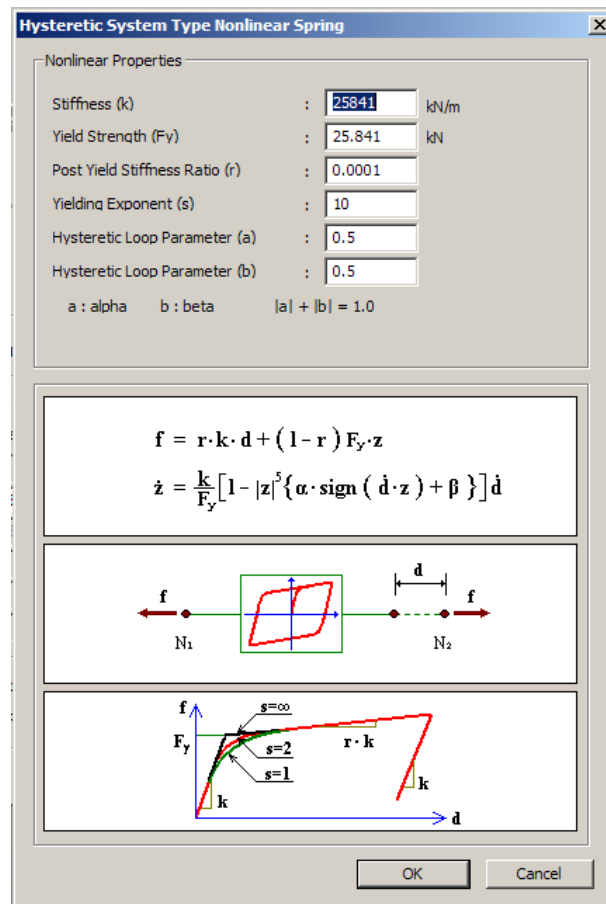 Hysteretic System Type Nonlinear Spring
Nonlinear Properties
Stiffness (k) : 25841 kN/m
Yield Strength (Fy) : 25.841 kN
Post Yield Stiffness Ratio (r) : 0.0001
Yielding Exponent (s) : 10
Hysteretic Loop Parameter (a) : 0.5
Hysteretic Loop Parameter (b) : 0.5
a : alpha b : beta |a| + |b| = 1.0
f = r·k·d + ( 1 - r ) Fy·z
ż = k/Fy [1 - |z|⁵{α·sign ( ḋ·z ) + β }] ḋ
d
f f
N₁ N₂
f
s=∞
Fy
s=2
r·k
s=1
k
k
d
OK Cancel